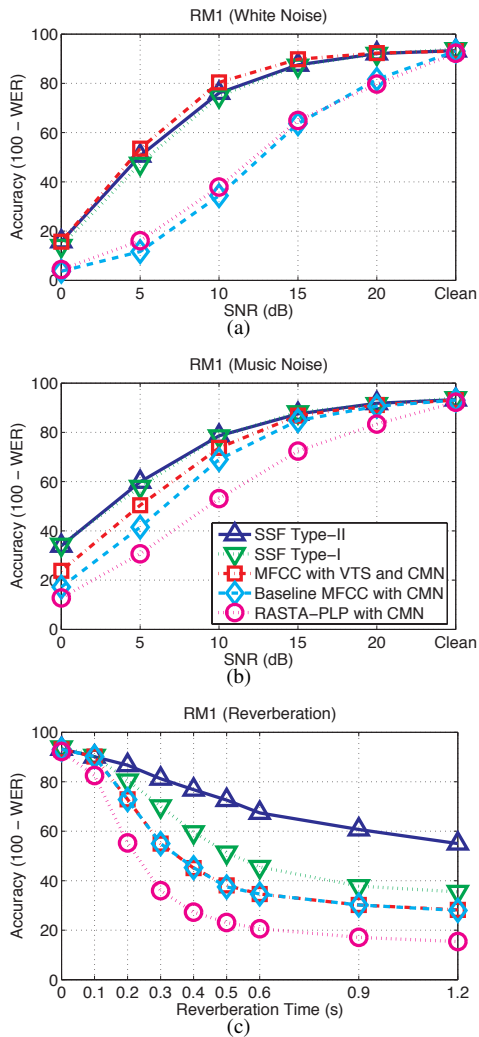 RM1 (White Noise)
Accuracy (100 − WER)
100
80
60
40
20
0
0 5 10 15 20 Clean
SNR (dB)
(a)
RM1 (Music Noise)
Accuracy (100 − WER)
100
80
60
40
20
0
SSF Type−II
SSF Type−I
MFCC with VTS and CMN
Baseline MFCC with CMN
RASTA−PLP with CMN
0 5 10 15 20 Clean
SNR (dB)
(b)
RM1 (Reverberation)
Accuracy (100 − WER)
100
80
60
40
20
0
0 0.1 0.2 0.3 0.4 0.5 0.6 0.9 1.2
Reverberation Time (s)
(c)